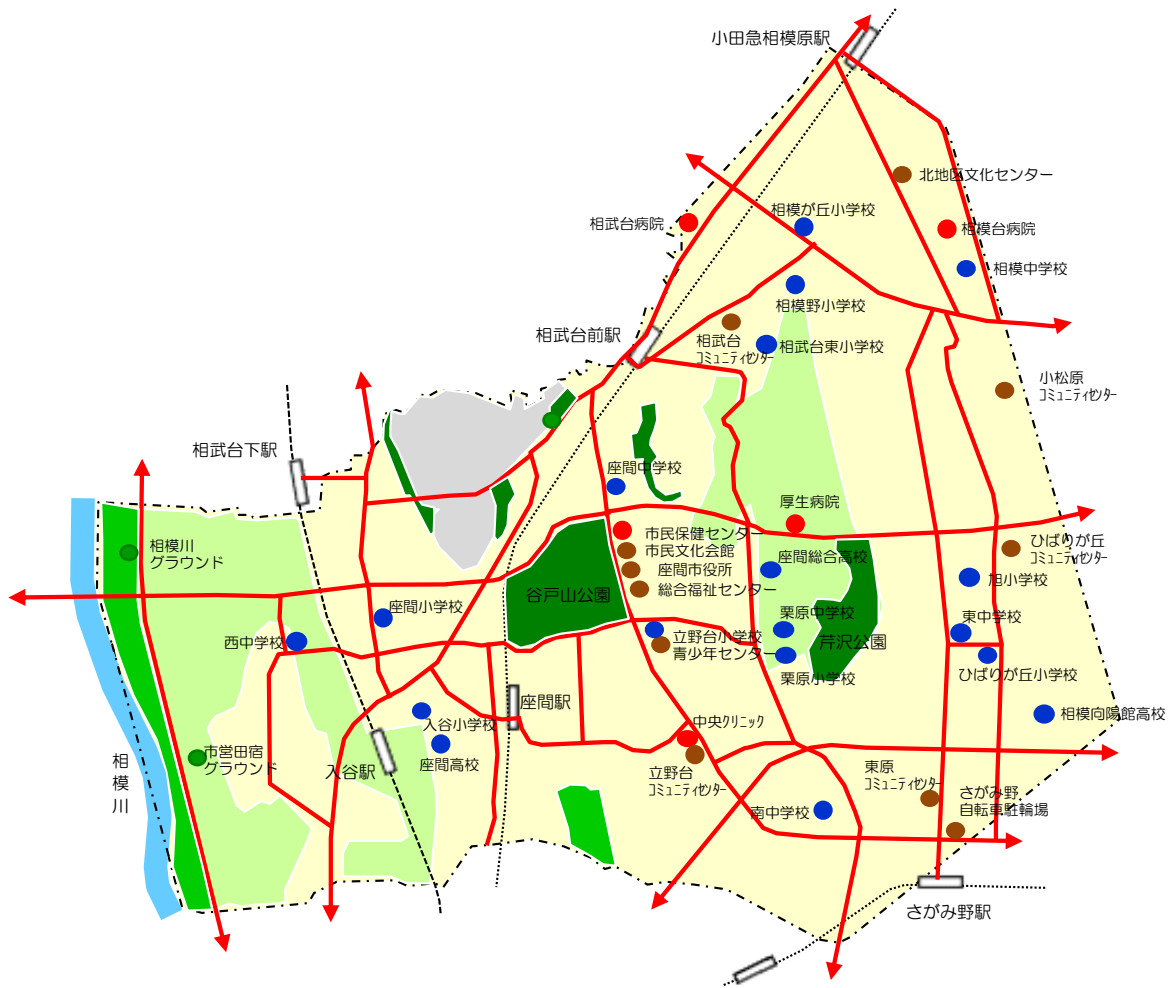 小田急相模原駅
北地区文化センター
相模が丘小学校
相武台病院
相模台病院
相模中学校
相模野小学校
相武台前駅
相武台
ｺﾐｭﾆﾃｨｾﾝﾀｰ
相武台東小学校
小松原
ｺﾐｭﾆﾃｨｾﾝﾀｰ
相武台下駅
座間中学校
厚生病院
市民保健センター
市民文化会館
座間市役所
総合福祉センター
座間総合高校
ひばりが丘
ｺﾐｭﾆﾃｨｾﾝﾀｰ
相模川
グラウンド
旭小学校
谷戸山公園
座間小学校
栗原中学校
東中学校
西中学校
立野台小学校
青少年センター
芹沢公園
栗原小学校
ひばりが丘小学校
座間駅
相模向陽館高校
入谷小学校
中央クリニック
座間高校
市営田宿
グラウンド
入谷駅
相模川
立野台
ｺﾐｭﾆﾃｨｾﾝﾀｰ
東原
ｺﾐｭﾆﾃｨｾﾝﾀｰ
さがみ野
自転車駐輪場
南中学校
さがみ野駅